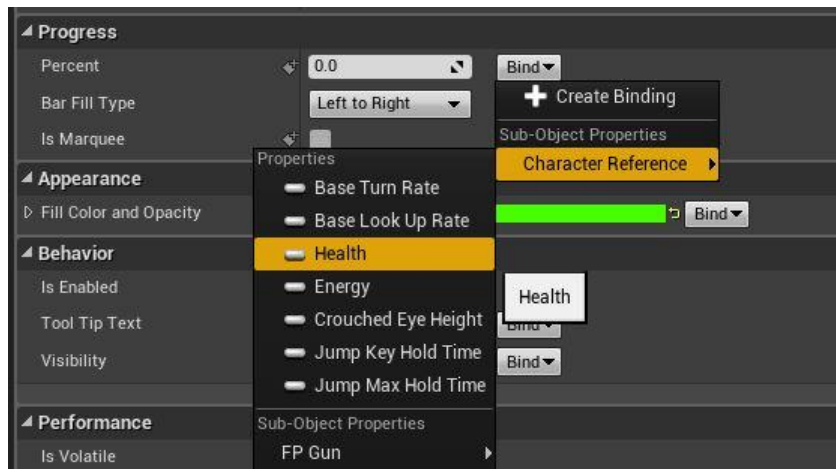 Progress
Percent
0.0
Bind
Create Binding
Bar Fill Type
Left to Right
Sub-Object Properties
Is Marquee
Character Reference
Properties
Appearance
Base Turn Rate
Fill Color and Opacity
Bind
Base Look Up Rate
Behavior
Health
Is Enabled
Energy
Health
Tool Tip Text
Crouched Eye Height
Bind
Visibility
Jump Key Hold Time
Bind
Jump Max Hold Time
Performance
Sub-Object Properties
Is Volatile
FP Gun